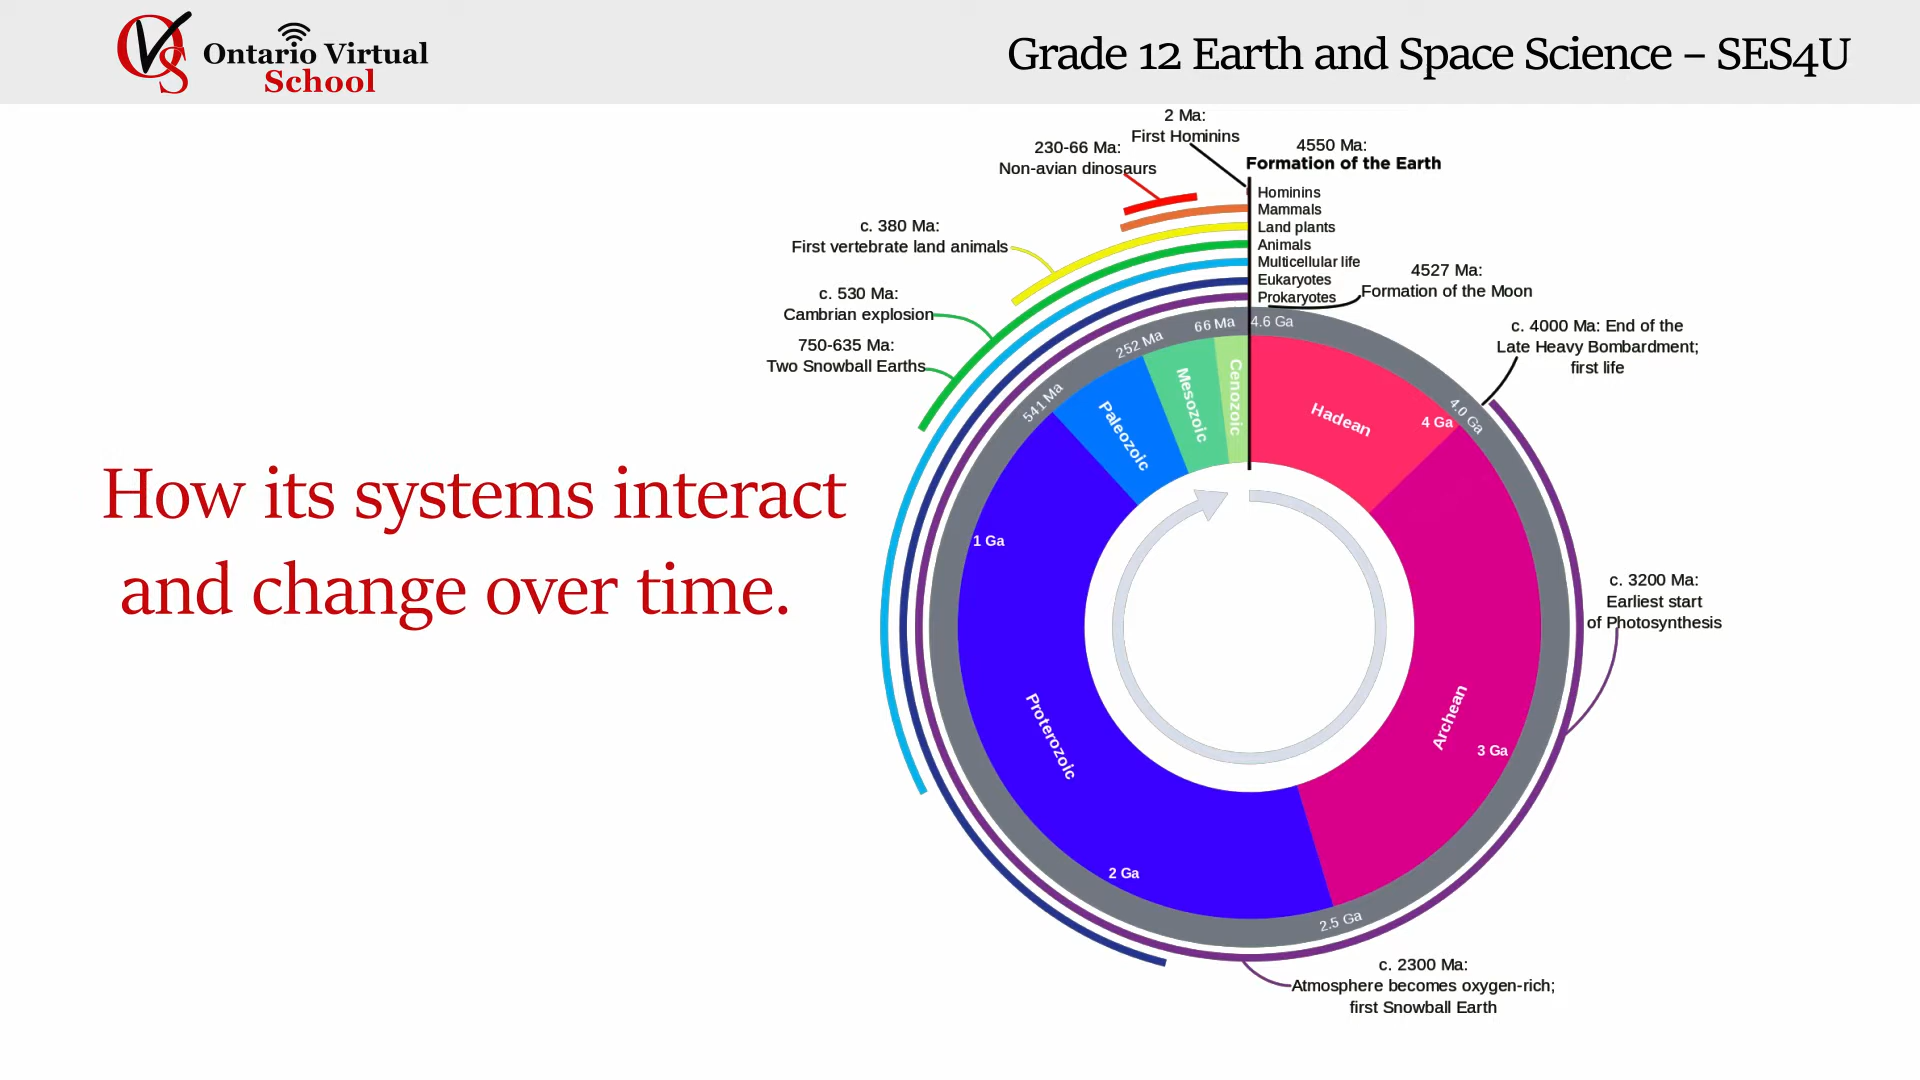 OVS
Ontario Virtual
School
Grade 12 Earth and Space Science – SES4U
How its systems interact
and change over time.
2 Ma:
First Hominins
230-66 Ma:
Non-avian dinosaurs
4550 Ma:
Formation of the Earth
Hominins
Mammals
Land plants
Animals
Multicellular life
Eukaryotes
Prokaryotes
c. 380 Ma:
First vertebrate land animals
c. 530 Ma:
Cambrian explosion
750-635 Ma:
Two Snowball Earths
4527 Ma:
Formation of the Moon
c. 4000 Ma: End of the
Late Heavy Bombardment;
first life
c. 3200 Ma:
Earliest start
of Photosynthesis
c. 2300 Ma:
Atmosphere becomes oxygen-rich;
first Snowball Earth
4.6 Ga
4.0 Ga
2.5 Ga
541 Ma
252 Ma
66 Ma
Hadean
4 Ga
Archean
3 Ga
2 Ga
Proterozoic
1 Ga
Paleozoic
Mesozoic
Cenozoic